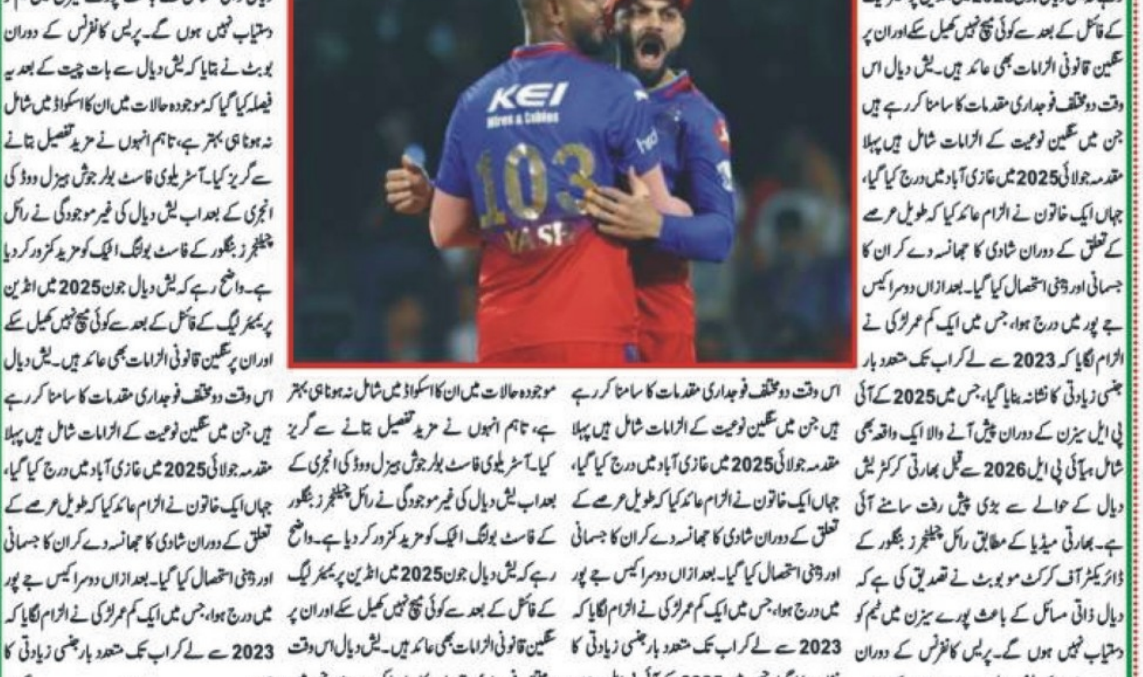 کے فائنل کے بعد سے کوئی میچ نہیں کھیل سکے اور ان پر
سنگین قانونی الزامات بھی عائد ہیں۔ یش دیال اس
وقت دو مختلف فوجداری مقدمات کا سامنا کر رہے ہیں
جن میں سنگین نوعیت کے الزامات شامل ہیں پہلا
مقدمہ جولائی 2025 میں غازی آباد میں درج کیا گیا،
جہاں ایک خاتون نے الزام عائد کیا کہ طویل عرصے
کے تعلق کے دوران شادی کا جھانسہ دے کر ان کا
جسمانی اور ذہنی استحصال کیا گیا۔ بعد ازاں دوسرا کیس
جے پور میں درج ہوا، جس میں ایک کم عمر لڑکی نے
الزام لگایا کہ 2023 سے لے کر اب تک متعدد بار
جنسی زیادتی کا نشانہ بنایا گیا، جس میں 2025 کے آئی
پی ایل سیزن کے دوران پیش آنے والا ایک واقعہ بھی
شامل ہے آئی پی ایل 2026 سے قبل بھارتی کرکٹر یش
دیال کے حوالے سے بڑی پیش رفت سامنے آئی
ہے۔ بھارتی میڈیا کے مطابق رائل چیلنجرز بنگلور کے
ڈائریکٹر آف کرکٹ مو بوبٹ نے تصدیق کی ہے کہ
دیال ذاتی مسائل کے باعث پورے سیزن میں ٹیم کو
دستیاب نہیں ہوں گے۔ پریس کانفرنس کے دوران
KEI
Wires & Cables
103
YASH
اس وقت دو مختلف فوجداری مقدمات کا سامنا کر رہے
ہیں جن میں سنگین نوعیت کے الزامات شامل ہیں پہلا
مقدمہ جولائی 2025 میں غازی آباد میں درج کیا گیا،
جہاں ایک خاتون نے الزام عائد کیا کہ طویل عرصے کے
تعلق کے دوران شادی کا جھانسہ دے کر ان کا جسمانی
اور ذہنی استحصال کیا گیا۔ بعد ازاں دوسرا کیس جے پور
میں درج ہوا، جس میں ایک کم عمر لڑکی نے الزام لگایا کہ
2023 سے لے کر اب تک متعدد بار جنسی زیادتی کا
موجودہ حالات میں ان کا اسکواڈ میں شامل نہ ہونا ہی بہتر
ہے، تاہم انہوں نے مزید تفصیل بتانے سے گریز
کیا۔ آسٹریلوی فاسٹ بولر جوش ہیزل ووڈ کی انجری کے
بعد اب یش دیال کی غیر موجودگی نے رائل چیلنجرز بنگلور
کے فاسٹ بولنگ اٹیک کو مزید کمزور کر دیا ہے۔ واضح
رہے کہ یش دیال جون 2025 میں انڈین پریمیئر لیگ
کے فائنل کے بعد سے کوئی میچ نہیں کھیل سکے اور ان پر
سنگین قانونی الزامات بھی عائد ہیں۔ یش دیال اس وقت
دستیاب نہیں ہوں گے۔ پریس کانفرنس کے دوران
بوبٹ نے بتایا کہ یش دیال سے بات چیت کے بعد یہ
فیصلہ کیا گیا کہ موجودہ حالات میں ان کا اسکواڈ میں شامل
نہ ہونا ہی بہتر ہے، تاہم انہوں نے مزید تفصیل بتانے
سے گریز کیا۔ آسٹریلوی فاسٹ بولر جوش ہیزل ووڈ کی
انجری کے بعد اب یش دیال کی غیر موجودگی نے رائل
چیلنجرز بنگلور کے فاسٹ بولنگ اٹیک کو مزید کمزور کر دیا
ہے۔ واضح رہے کہ یش دیال جون 2025 میں انڈین
پریمیئر لیگ کے فائنل کے بعد سے کوئی میچ نہیں کھیل سکے
اور ان پر سنگین قانونی الزامات بھی عائد ہیں۔ یش دیال
اس وقت دو مختلف فوجداری مقدمات کا سامنا کر رہے
ہیں جن میں سنگین نوعیت کے الزامات شامل ہیں پہلا
مقدمہ جولائی 2025 میں غازی آباد میں درج کیا گیا،
جہاں ایک خاتون نے الزام عائد کیا کہ طویل عرصے کے
تعلق کے دوران شادی کا جھانسہ دے کر ان کا جسمانی
اور ذہنی استحصال کیا گیا۔ بعد ازاں دوسرا کیس جے پور
میں درج ہوا، جس میں ایک کم عمر لڑکی نے الزام لگایا کہ
2023 سے لے کر اب تک متعدد بار جنسی زیادتی کا